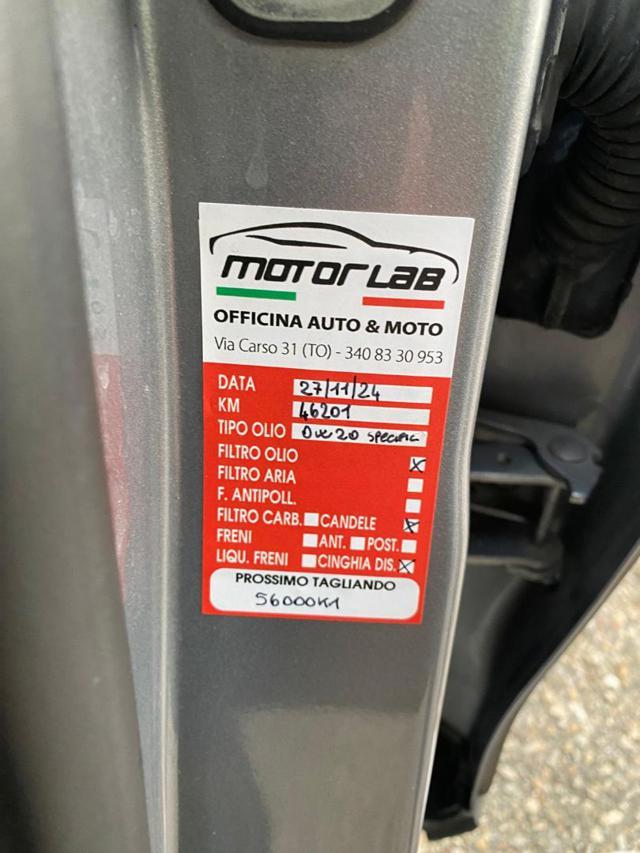 MOTOR LAB
OFFICINA AUTO & MOTO
Via Carso 31 (TO) - 340 83 30 953
DATA 27/11/24
KM 46201
TIPO OLIO 0w20
FILTRO OLIO
FILTRO ARIA
F. ANTIPOLL.
FILTRO CARB. CANDELE
FRENI ANT. POST.
LIQU. FRENI CINGHIA DIS.
PROSSIMO TAGLIANDO
56000